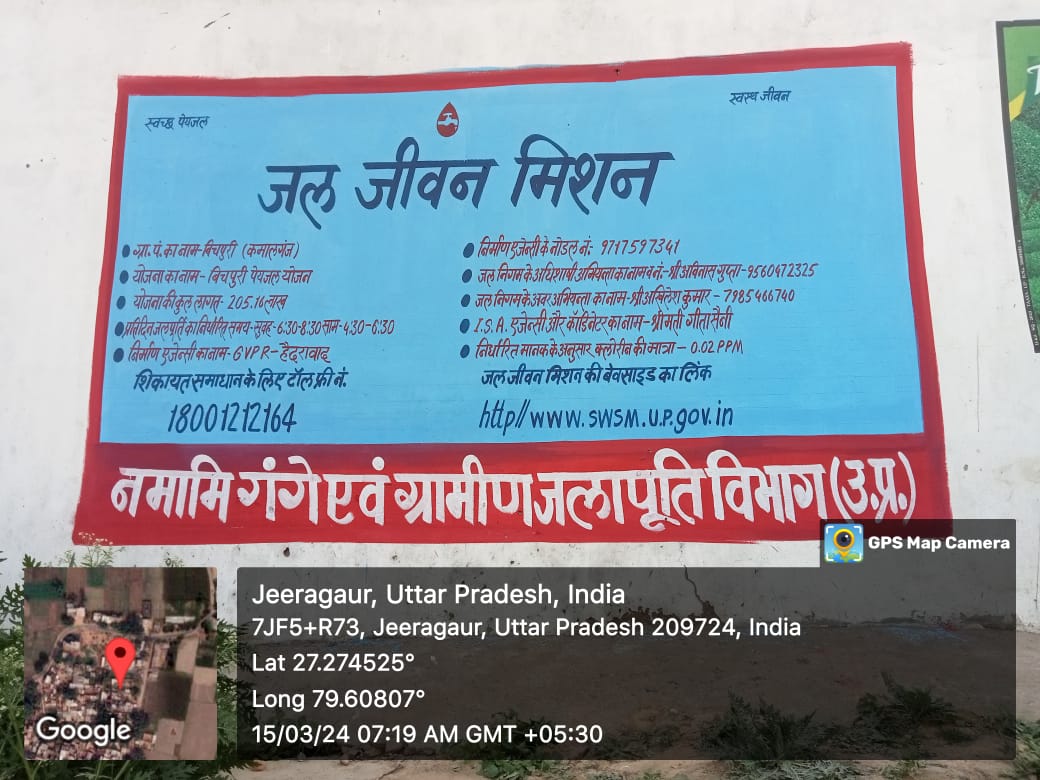 स्वच्छ पेयजल
स्वस्थ जीवन
जल जीवन मिशन
ग्रा.पं.का नाम-बिचपुरी (कमालगंज)
योजना का नाम- बिचपुरी पेयजल योजन
योजना की कुल लागत- 205.16 लाख
प्रतिदिन जलपूर्ति का निर्धारित समय-सुवह-6:30-8:30 साम-4:30-6:30
निर्माण एजेन्सी का नाम- GVPR-हैदरावाद
शिकायत समाधान के लिए टॉल फ्री नं.
18001212164
निर्माण एजेन्सी के नोडल नं:- 9717597341
जल निगम के अधिशाषी अभियन्ता का नाम व नं:-श्री अविनास गुप्ता-9560472325
जल निगम के अवर अभियन्ता का नाम-श्री अखिलेश कुमार-7985466740
I.S.A. एजेन्सी और कॉडिनेटर का नाम- श्रीमती गीता सैनी
निर्धारित मानक के अनुसार क्लोरीन की मात्रा- 0.02 PPM
जल जीवन मिशन की बेवसाइड का लिंक
http//www.swsm.u.p.gov.in
नमामि गंगे एवं ग्रामीण जलापूर्ति विभाग (उ.प्र.)
GPS Map Camera
Jeeragaur, Uttar Pradesh, India
7JF5+R73, Jeeragaur, Uttar Pradesh 209724, India
Lat 27.274525°
Long 79.60807°
15/03/24 07:19 AM GMT +05:30
Google